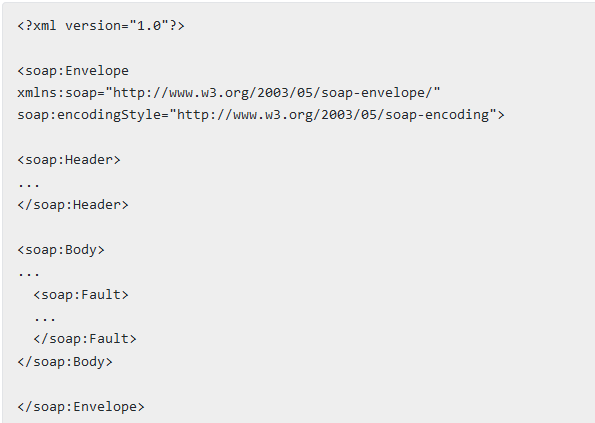 <?xml version="1.0"?>
<soap:Envelope
xmlns:soap="http://www.w3.org/2003/05/soap-envelope/"
soap:encodingStyle="http://www.w3.org/2003/05/soap-encoding">
<soap:Header>
...
</soap:Header>
<soap:Body>
...
<soap:Fault>
...
</soap:Fault>
</soap:Body>
</soap:Envelope>